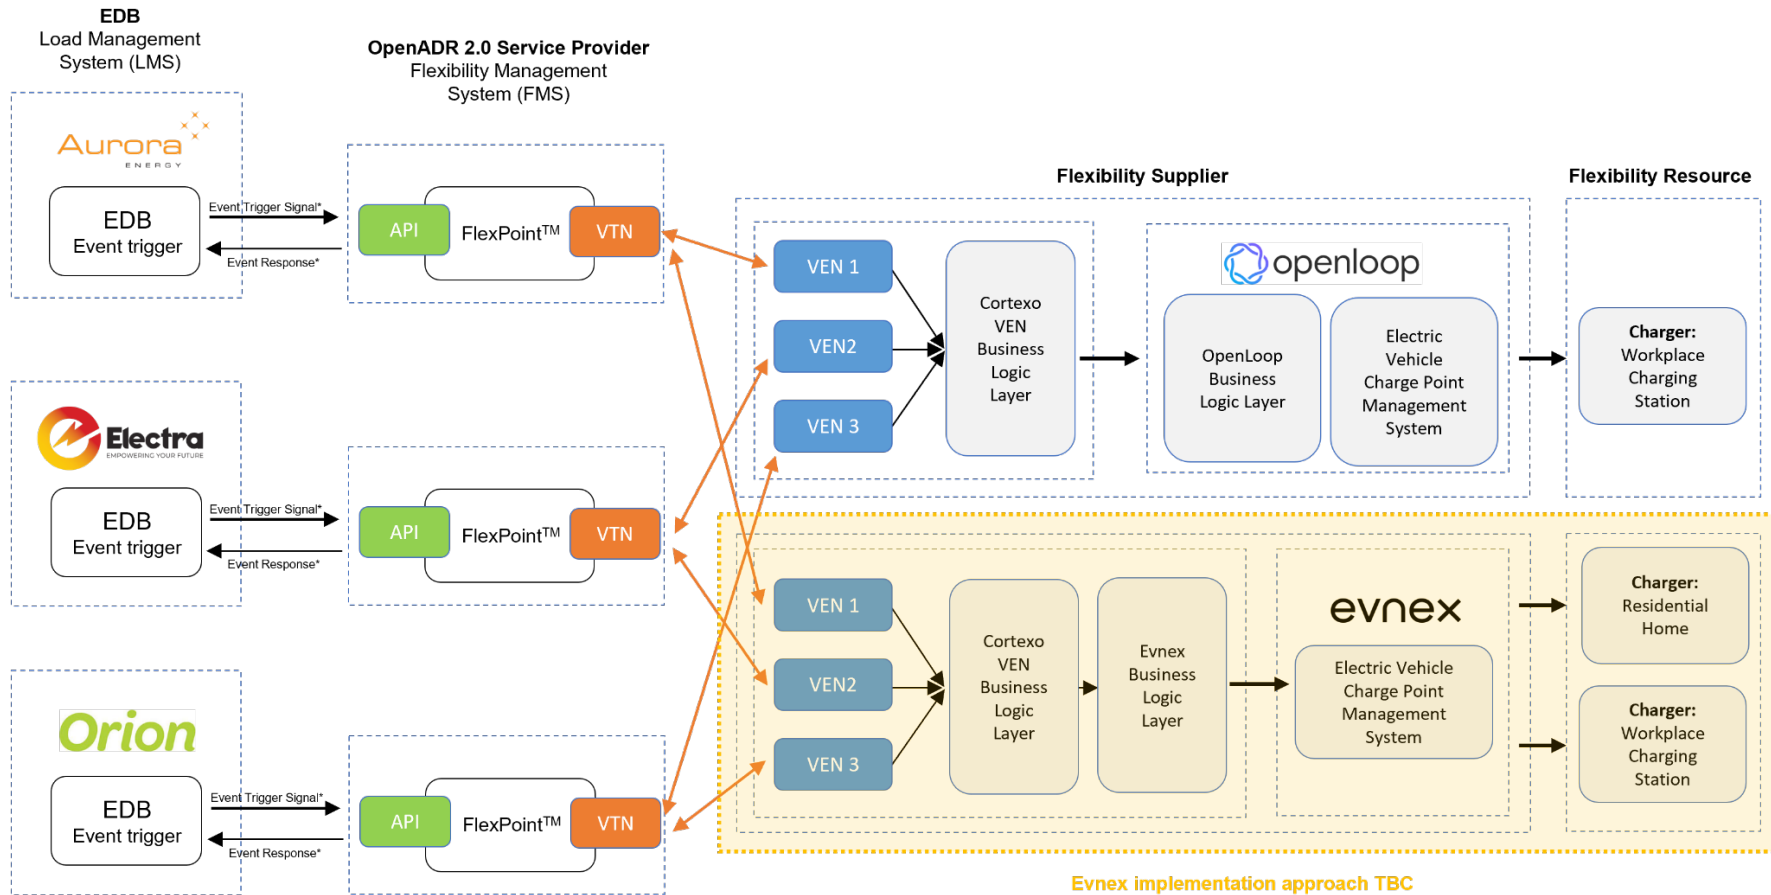 EDB
Load Management
System (LMS)
OpenADR 2.0 Service Provider
Flexibility Management
System (FMS)
Flexibility Supplier
Flexibility Resource
Aurora
ENERGY
EDB
Event trigger
Event Trigger Signal*
Event Response*
API
FlexPoint™
VTN
VEN 1
VEN2
VEN 3
Cortexo
VEN
Business
Logic
Layer
openloop
OpenLoop
Business
Logic Layer
Electric
Vehicle
Charge Point
Management
System
Charger:
Workplace
Charging
Station
Electra
EMPOWERING YOUR FUTURE
EDB
Event trigger
Event Trigger Signal*
Event Response*
API
FlexPoint™
VTN
VEN 1
VEN2
VEN 3
Cortexo
VEN
Business
Logic
Layer
Evnex
Business
Logic
Layer
evnex
Electric Vehicle
Charge Point
Management
System
Charger:
Residential
Home
Charger:
Workplace
Charging
Station
Orion
EDB
Event trigger
Event Trigger Signal*
Event Response*
API
FlexPoint™
VTN
Evnex implementation approach TBC